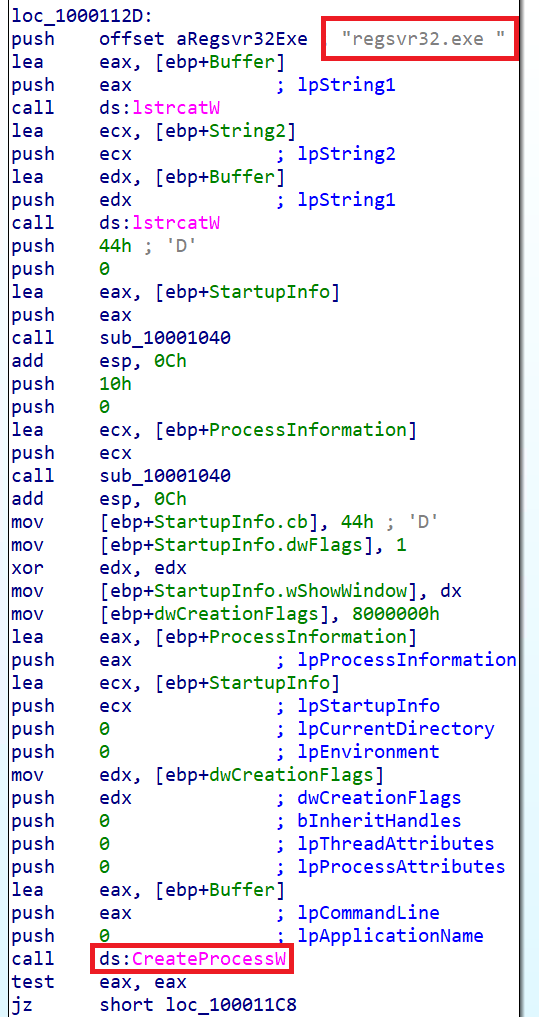 loc_1000112D:
push offset aRegsvr32Exe "regsvr32.exe "
lea eax, [ebp+Buffer]
push eax ; lpString1
call ds:lstrcatW
lea ecx, [ebp+String2]
push ecx ; lpString2
lea edx, [ebp+Buffer]
push edx ; lpString1
call ds:lstrcatW
push 44h ; 'D'
push 0
lea eax, [ebp+StartupInfo]
push eax
call sub_10001040
add esp, 0Ch
push 10h
push 0
lea ecx, [ebp+ProcessInformation]
push ecx
call sub_10001040
add esp, 0Ch
mov [ebp+StartupInfo.cb], 44h ; 'D'
mov [ebp+StartupInfo.dwFlags], 1
xor edx, edx
mov [ebp+StartupInfo.wShowWindow], dx
mov [ebp+dwCreationFlags], 8000000h
lea eax, [ebp+ProcessInformation]
push eax ; lpProcessInformation
lea ecx, [ebp+StartupInfo]
push ecx ; lpStartupInfo
push 0 ; lpCurrentDirectory
push 0 ; lpEnvironment
mov edx, [ebp+dwCreationFlags]
push edx ; dwCreationFlags
push 0 ; bInheritHandles
push 0 ; lpThreadAttributes
push 0 ; lpProcessAttributes
lea eax, [ebp+Buffer]
push eax ; lpCommandLine
push 0 ; lpApplicationName
call ds:CreateProcessW
test eax, eax
jz short loc_100011C8